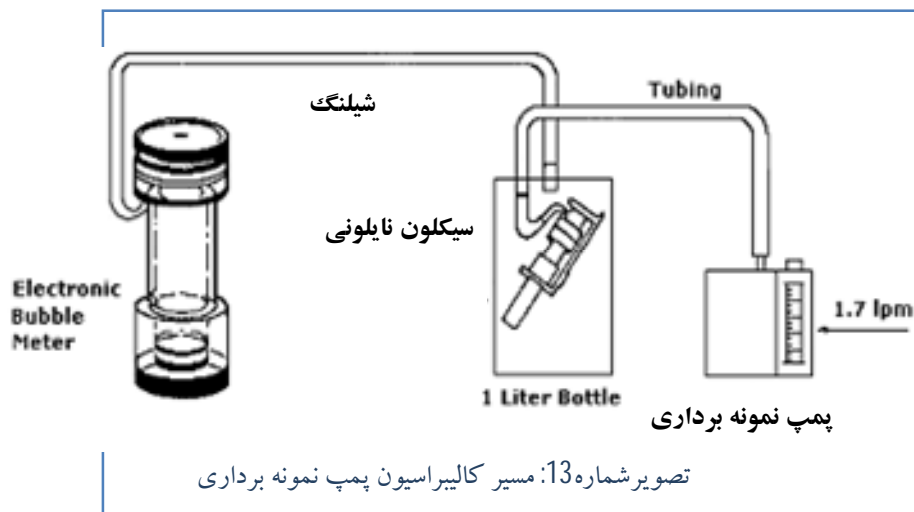 شیلنگ
Tubing
سیکلون نایلونی
Electronic
Bubble
Meter
1.7 lpm
1 Liter Bottle
پمپ نمونه برداری
تصویرشماره13: مسیر کالیبراسیون پمپ نمونه برداری